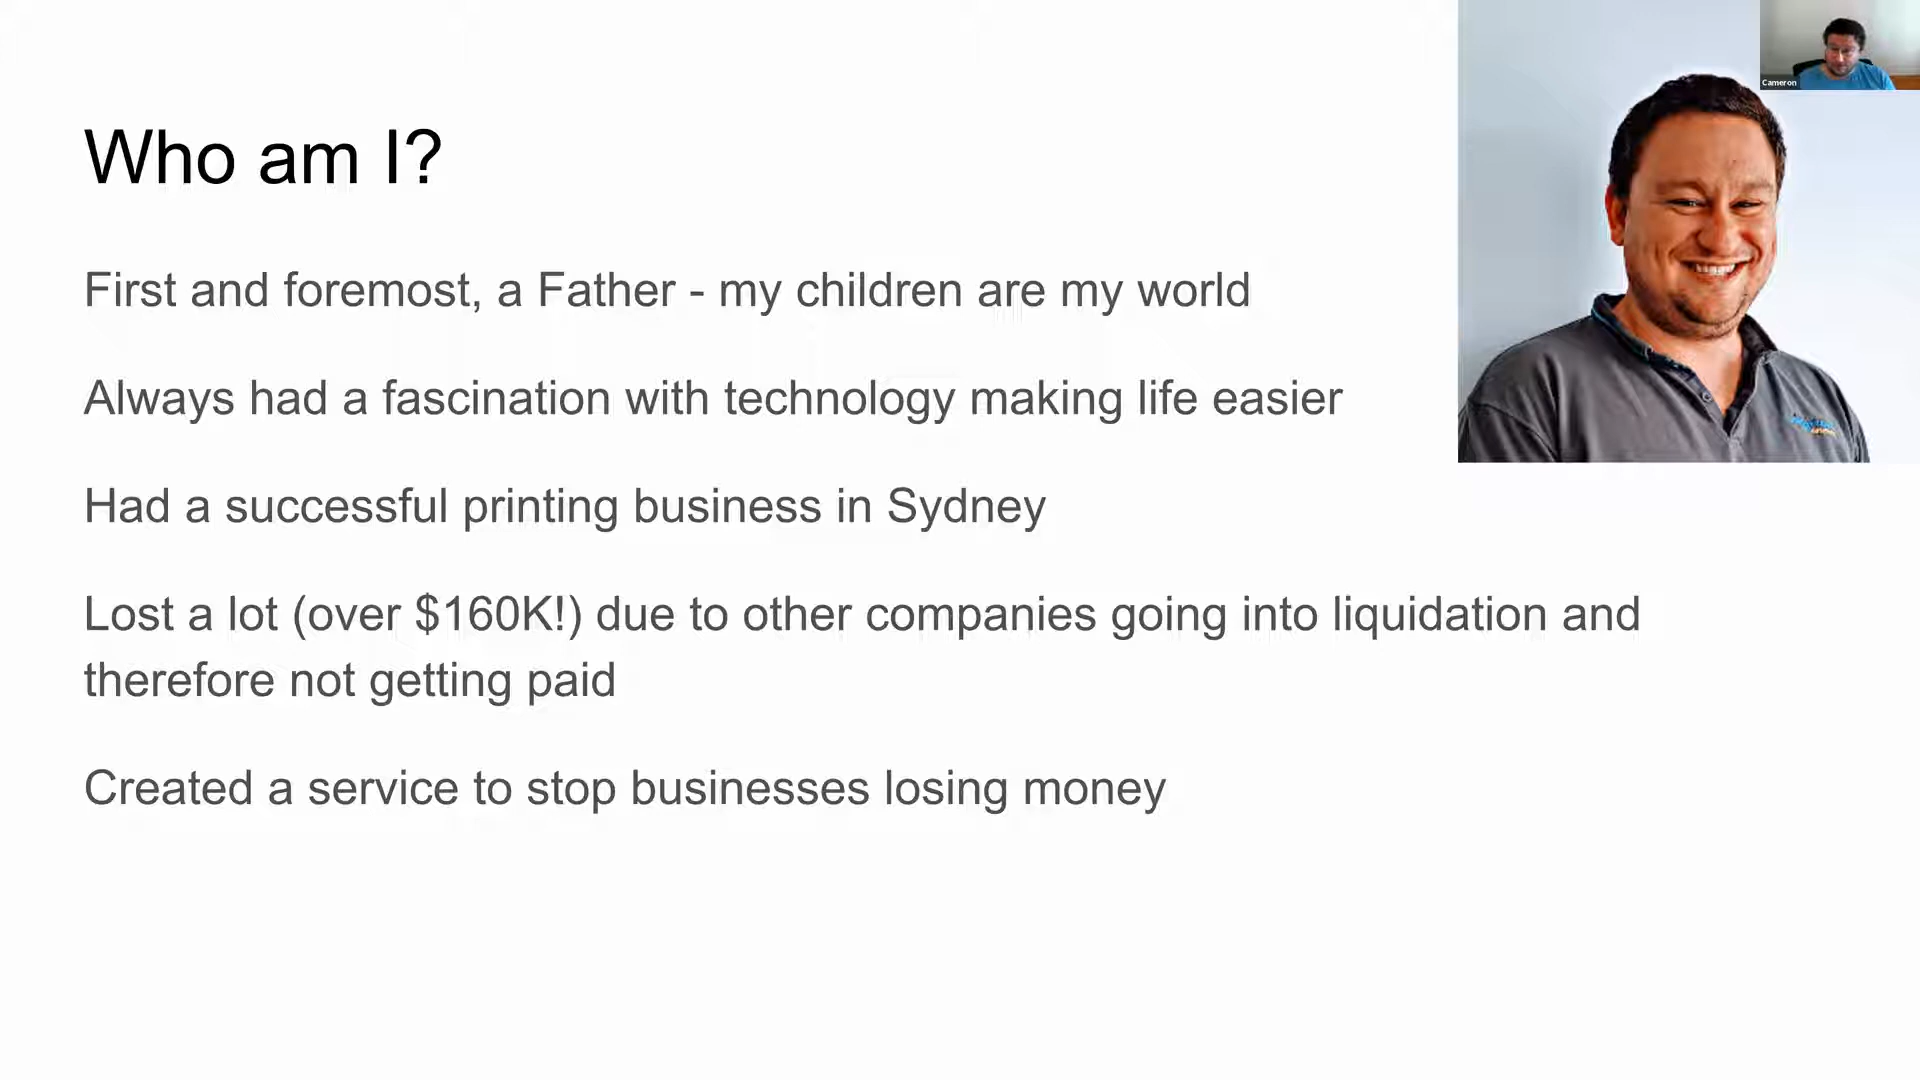 Cameron
Who am I?
First and foremost, a Father - my children are my world
Always had a fascination with technology making life easier
Had a successful printing business in Sydney
Lost a lot (over $160K!) due to other companies going into liquidation and
therefore not getting paid
Created a service to stop businesses losing money